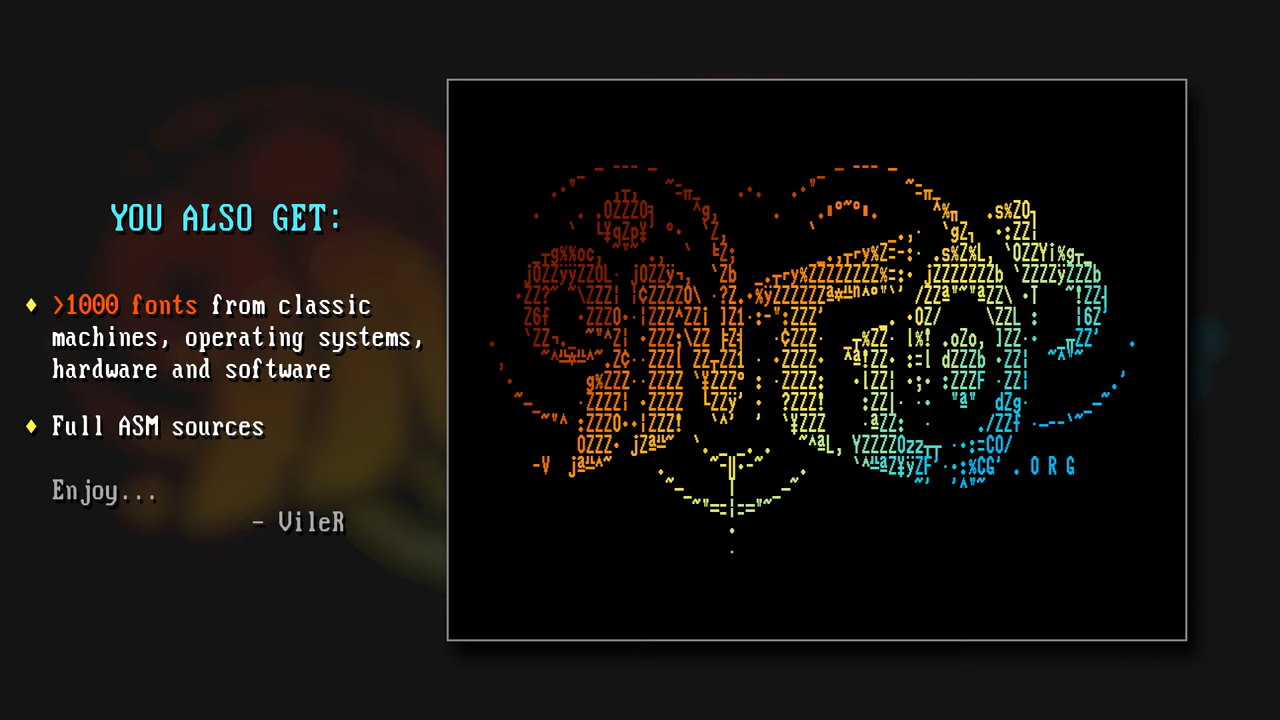 YOU ALSO GET:
>1000 fonts from classic
machines, operating systems,
hardware and software
Full ASM sources
Enjoy...
- VileR
-V
.ORG